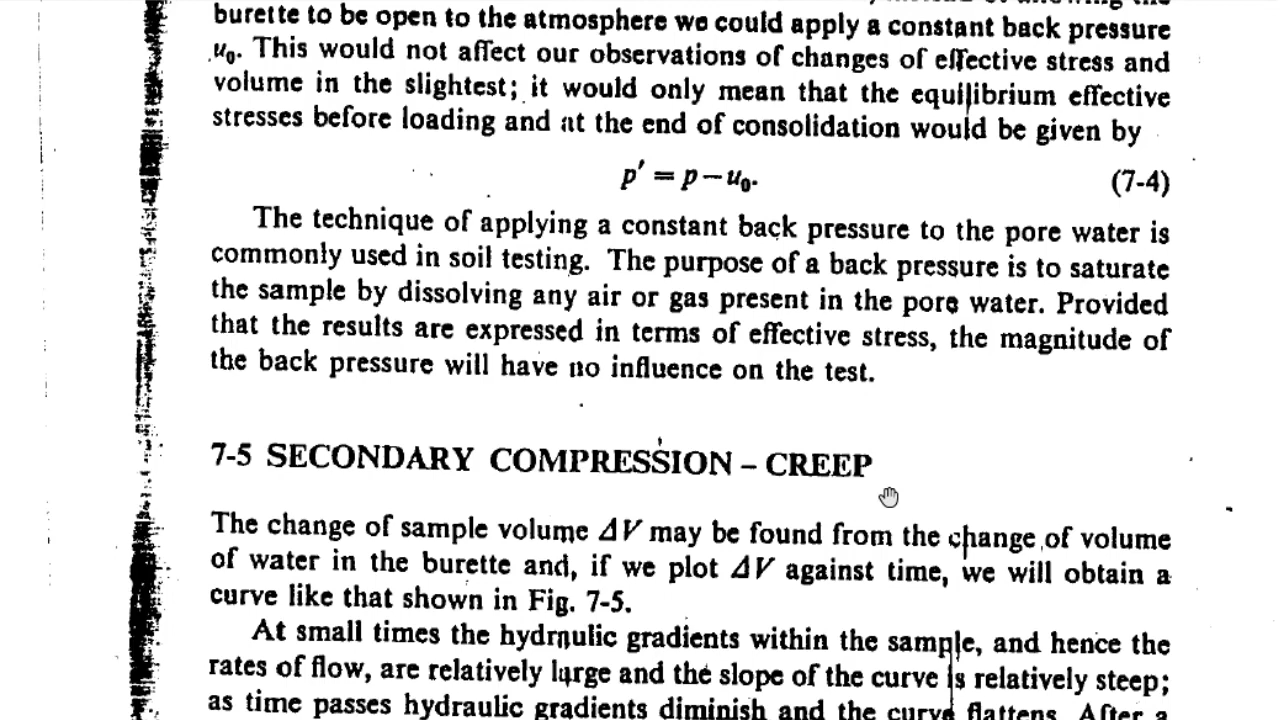 burette to be open to the atmosphere we could apply a constant back pressure
u₀. This would not affect our observations of changes of effective stress and
volume in the slightest; it would only mean that the equilibrium effective
stresses before loading and at the end of consolidation would be given by
p′ = p − u₀. (7-4)
The technique of applying a constant back pressure to the pore water is
commonly used in soil testing. The purpose of a back pressure is to saturate
the sample by dissolving any air or gas present in the pore water. Provided
that the results are expressed in terms of effective stress, the magnitude of
the back pressure will have no influence on the test.
7-5 SECONDARY COMPRESSION – CREEP
The change of sample volume ΔV may be found from the change of volume
of water in the burette and, if we plot ΔV against time, we will obtain a
curve like that shown in Fig. 7-5.
At small times the hydraulic gradients within the sample, and hence the
rates of flow, are relatively large and the slope of the curve is relatively steep;
as time passes hydraulic gradients diminish and the curve flattens. After a